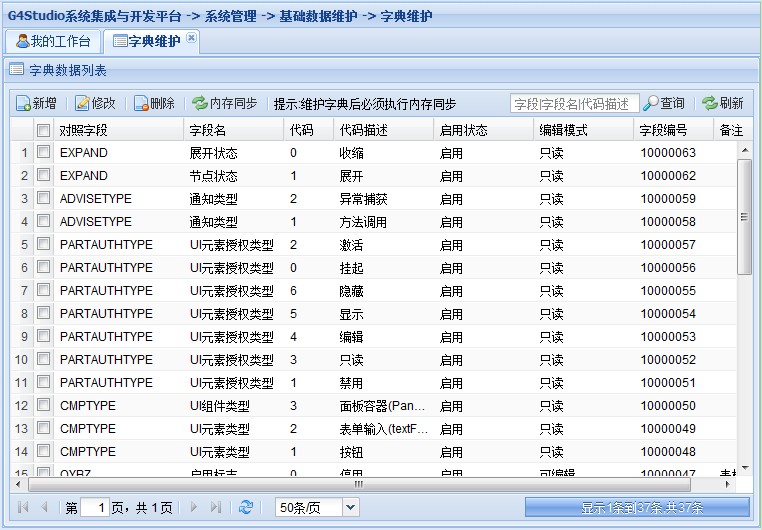 G4Studio系统集成与开发平台 -> 系统管理 -> 基础数据维护 -> 字典维护
我的工作台 字典维护
字典数据列表
新增 修改 删除 内存同步 提示:维护字典后必须执行内存同步 字段|字段名|代码描述 查询 刷新
对照字段 字段名 代码 代码描述 启用状态 编辑模式 字段编号 备注
1 EXPAND 展开状态 0 收缩 启用 只读 10000063
2 EXPAND 节点状态 1 展开 启用 只读 10000062
3 ADVISETYPE 通知类型 2 异常捕获 启用 只读 10000059
4 ADVISETYPE 通知类型 1 方法调用 启用 只读 10000058
5 PARTAUTHTYPE UI元素授权类型 2 激活 启用 只读 10000057
6 PARTAUTHTYPE UI元素授权类型 0 挂起 启用 只读 10000056
7 PARTAUTHTYPE UI元素授权类型 6 隐藏 启用 只读 10000055
8 PARTAUTHTYPE UI元素授权类型 5 显示 启用 只读 10000054
9 PARTAUTHTYPE UI元素授权类型 4 编辑 启用 只读 10000053
10 PARTAUTHTYPE UI元素授权类型 3 只读 启用 只读 10000052
11 PARTAUTHTYPE UI元素授权类型 1 禁用 启用 只读 10000051
12 CMPTYPE UI组件类型 3 面板容器(Pan... 启用 只读 10000050
13 CMPTYPE UI元素类型 2 表单输入(textF... 启用 只读 10000049
14 CMPTYPE UI元素类型 1 按钮 启用 只读 10000048
15 QYBZ 启用标志 0 停用 启用 可编辑 10000047
第 1 页，共 1 页 50条/页 显示1条到37条,共37条